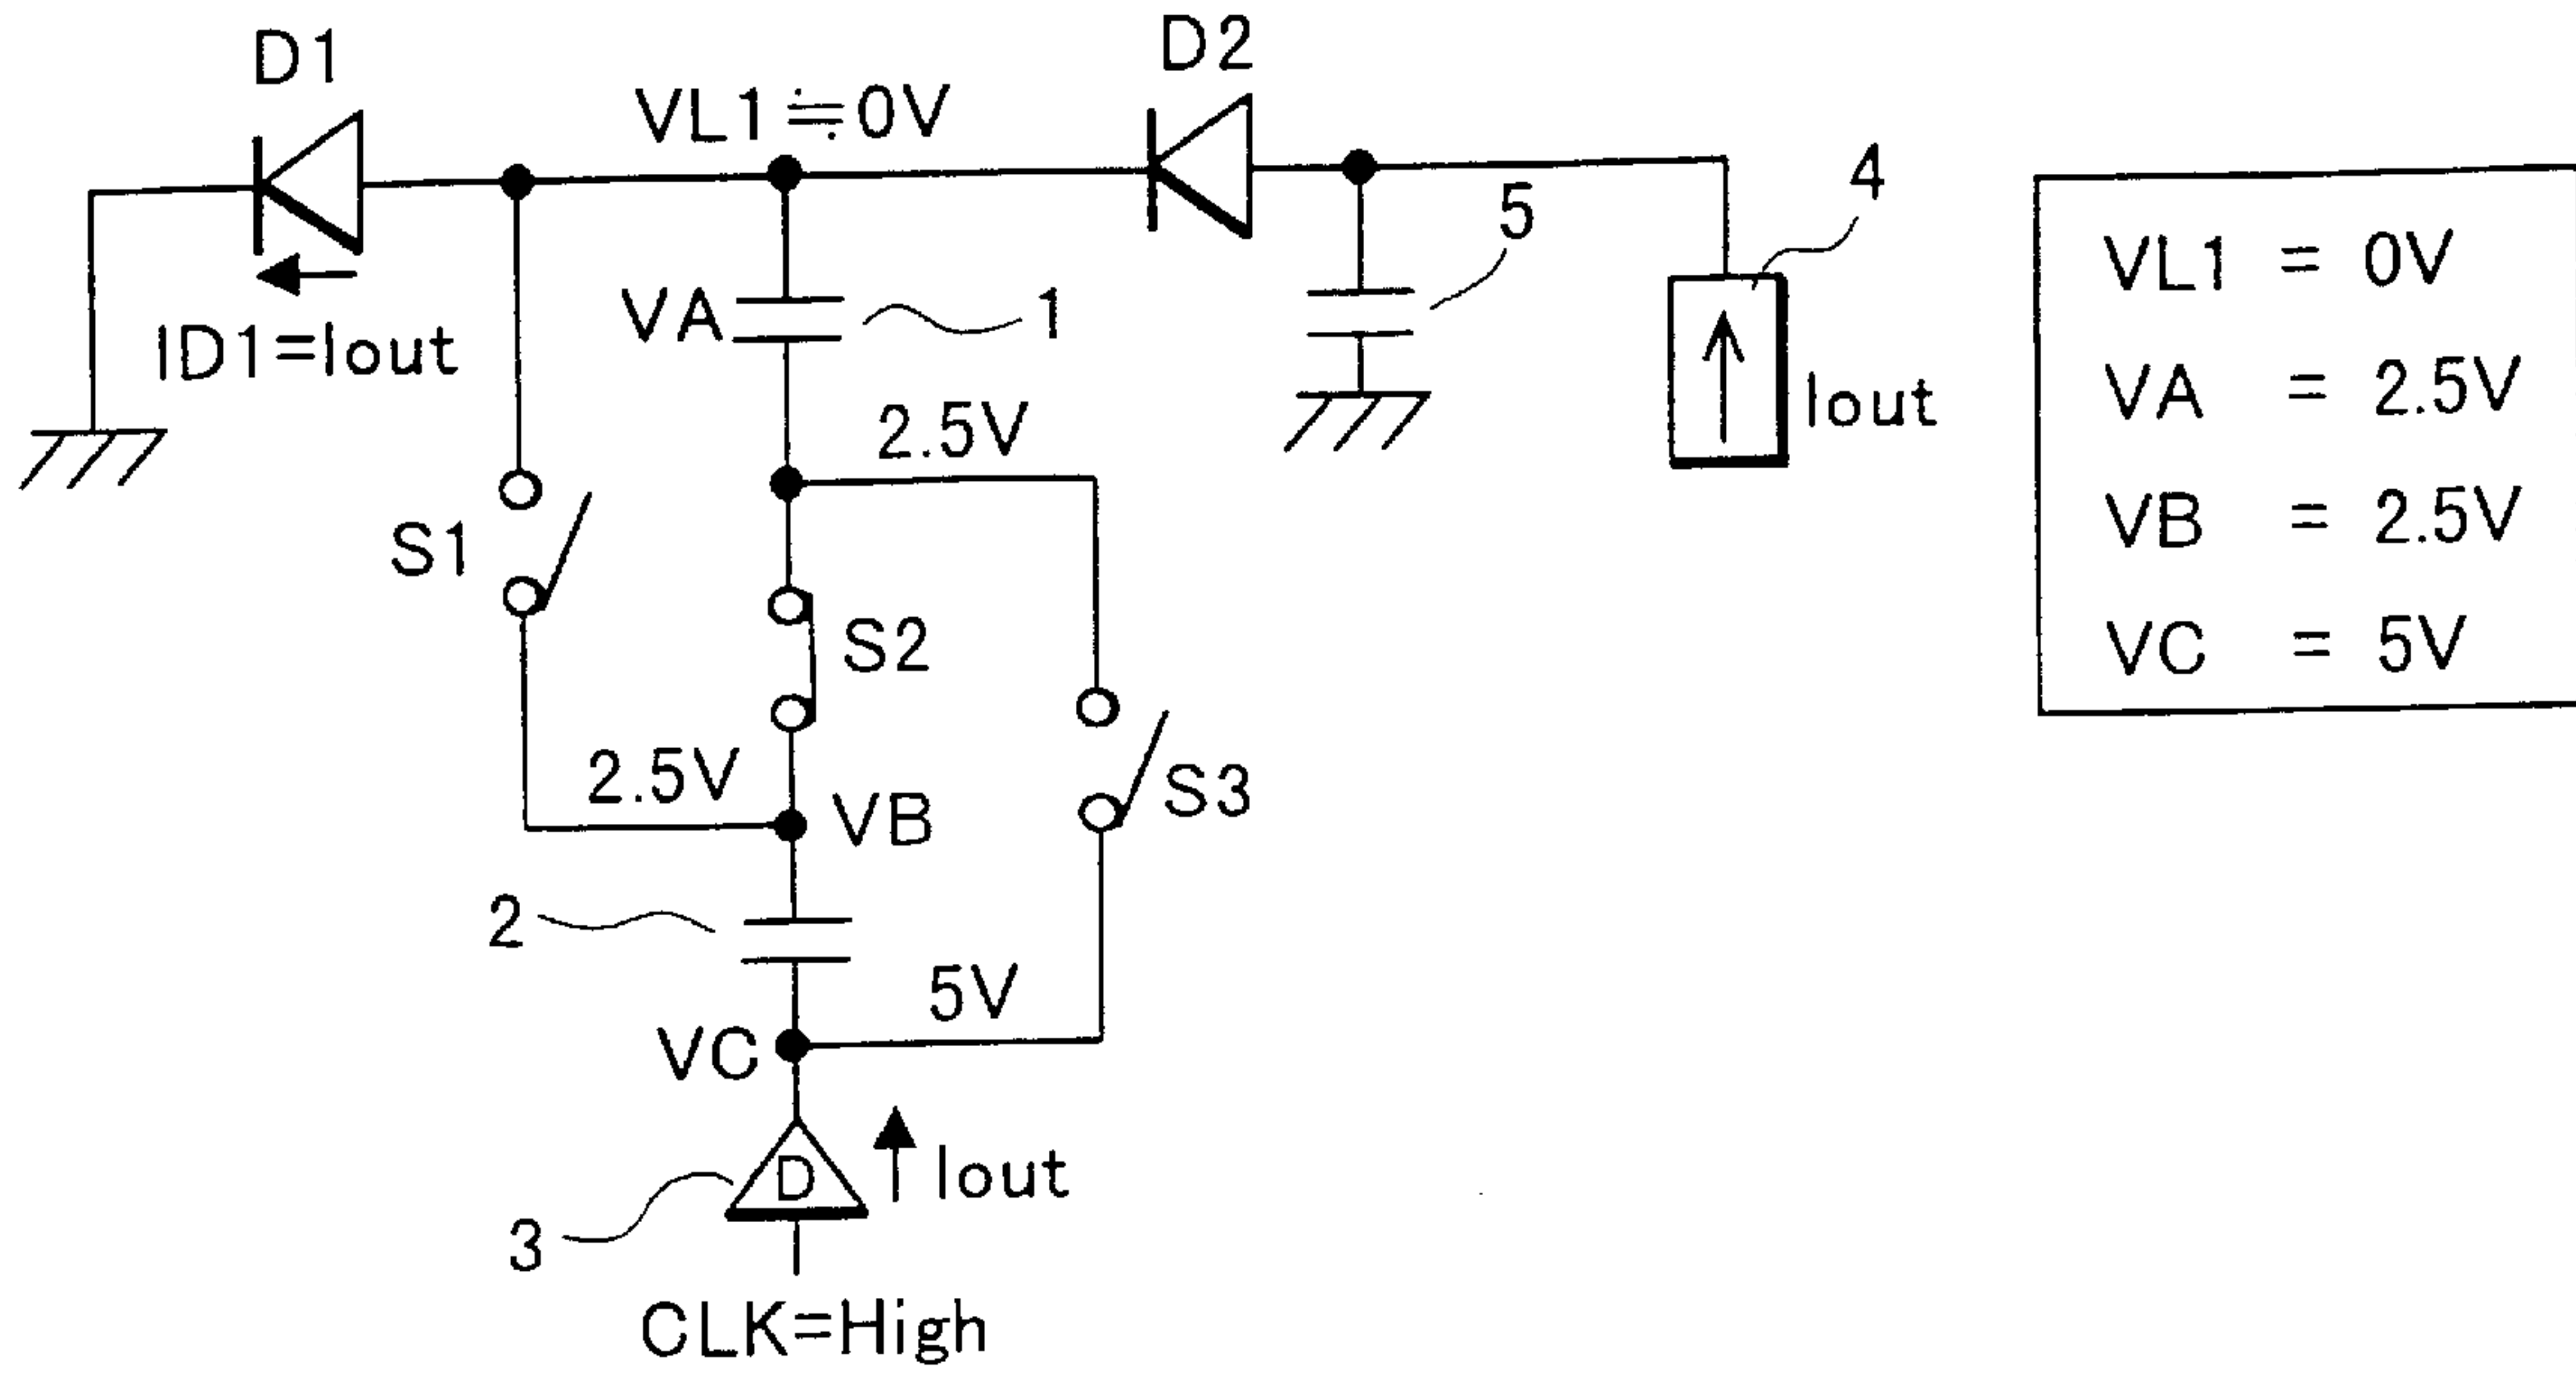 D1
D2
VL1≒0V
4
5
VL1 = 0V
VA 1
ID1=Iout
VA = 2.5V
Iout
2.5V
S1
VB = 2.5V
S2
VC = 5V
2.5V
S3
VB
2
5V
VC
D
Iout
3
CLK=High